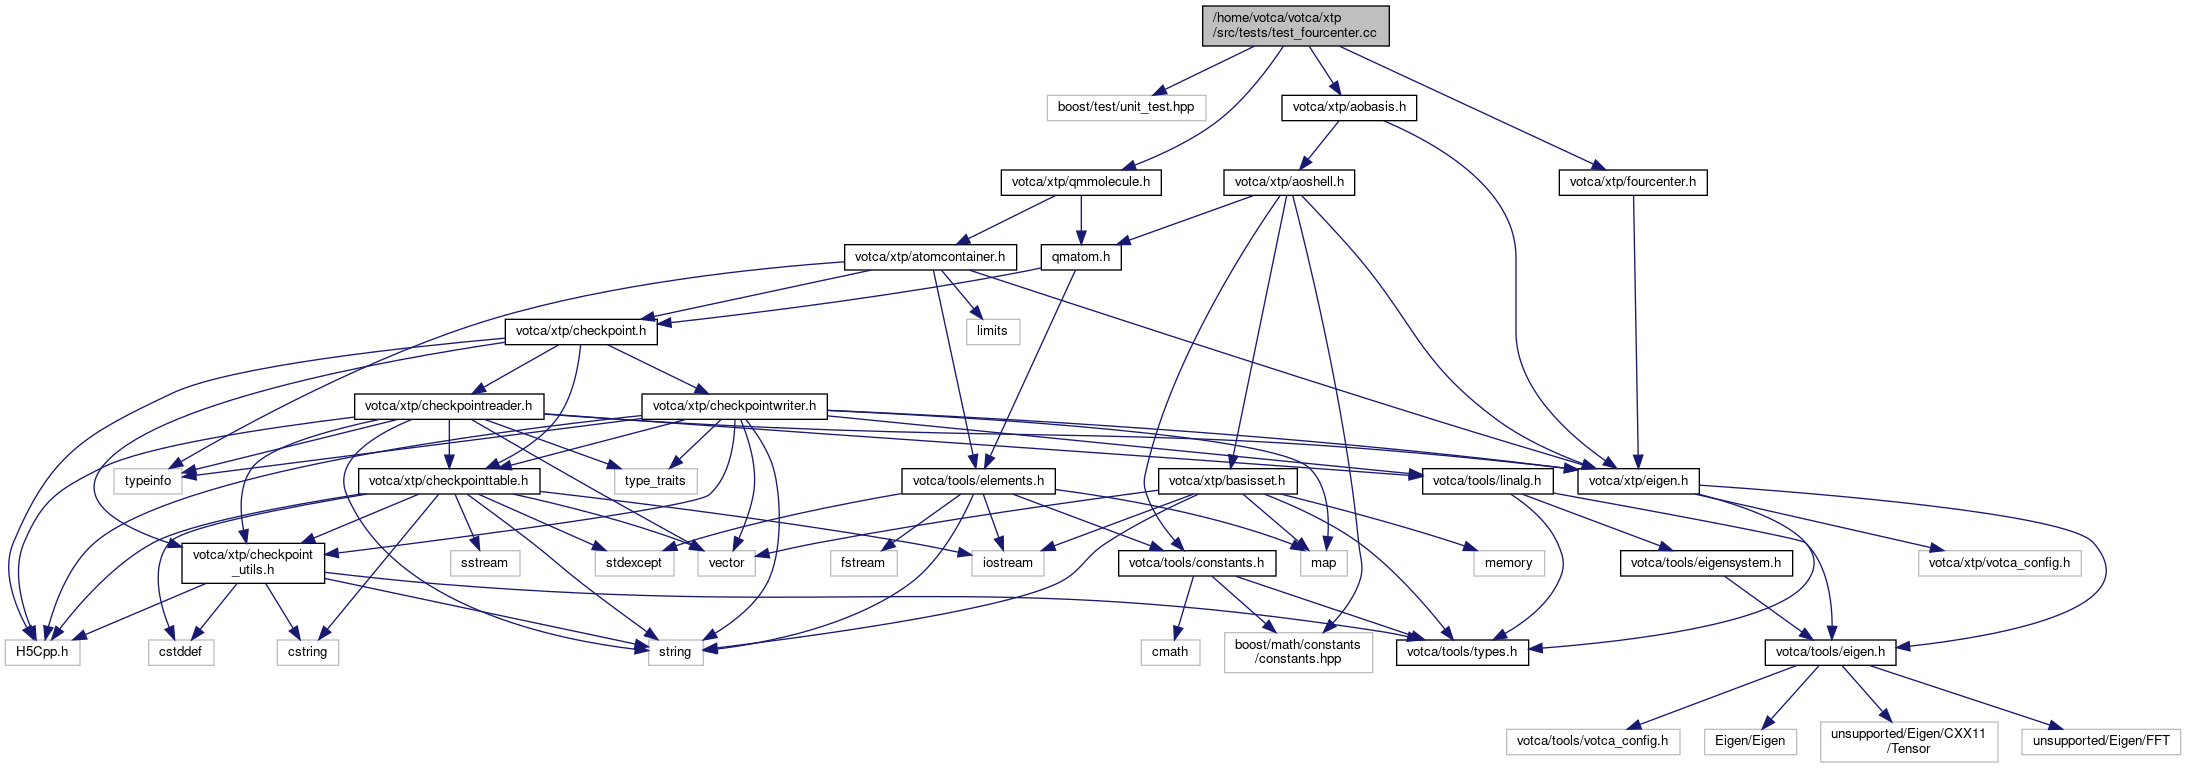 /home/votca/votca/xtp
/src/tests/test_fourcenter.cc
boost/test/unit_test.hpp
votca/xtp/aobasis.h
votca/xtp/qmmolecule.h
votca/xtp/aoshell.h
votca/xtp/fourcenter.h
votca/xtp/atomcontainer.h
qmatom.h
votca/xtp/checkpoint.h
limits
votca/xtp/checkpointreader.h
votca/xtp/checkpointwriter.h
typeinfo
votca/xtp/checkpointtable.h
type_traits
votca/tools/elements.h
votca/xtp/basisset.h
votca/tools/linalg.h
votca/xtp/eigen.h
votca/xtp/checkpoint
_utils.h
sstream
stdexcept
vector
fstream
iostream
votca/tools/constants.h
map
memory
votca/tools/eigensystem.h
votca/xtp/votca_config.h
H5Cpp.h
cstddef
cstring
string
cmath
boost/math/constants
/constants.hpp
votca/tools/types.h
votca/tools/eigen.h
votca/tools/votca_config.h
Eigen/Eigen
unsupported/Eigen/CXX11
/Tensor
unsupported/Eigen/FFT